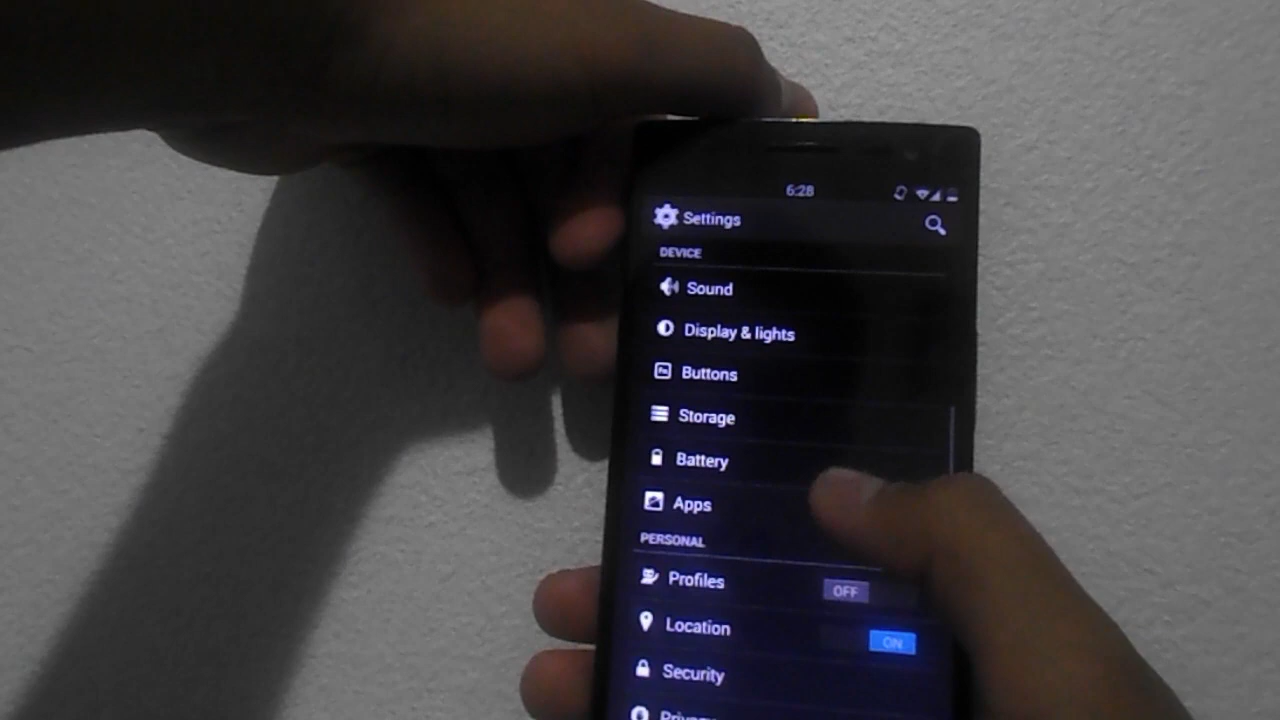 6:28
Settings
DEVICE
Sound
Display & lights
Buttons
Storage
Battery
Apps
PERSONAL
Profiles OFF
Location ON
Security